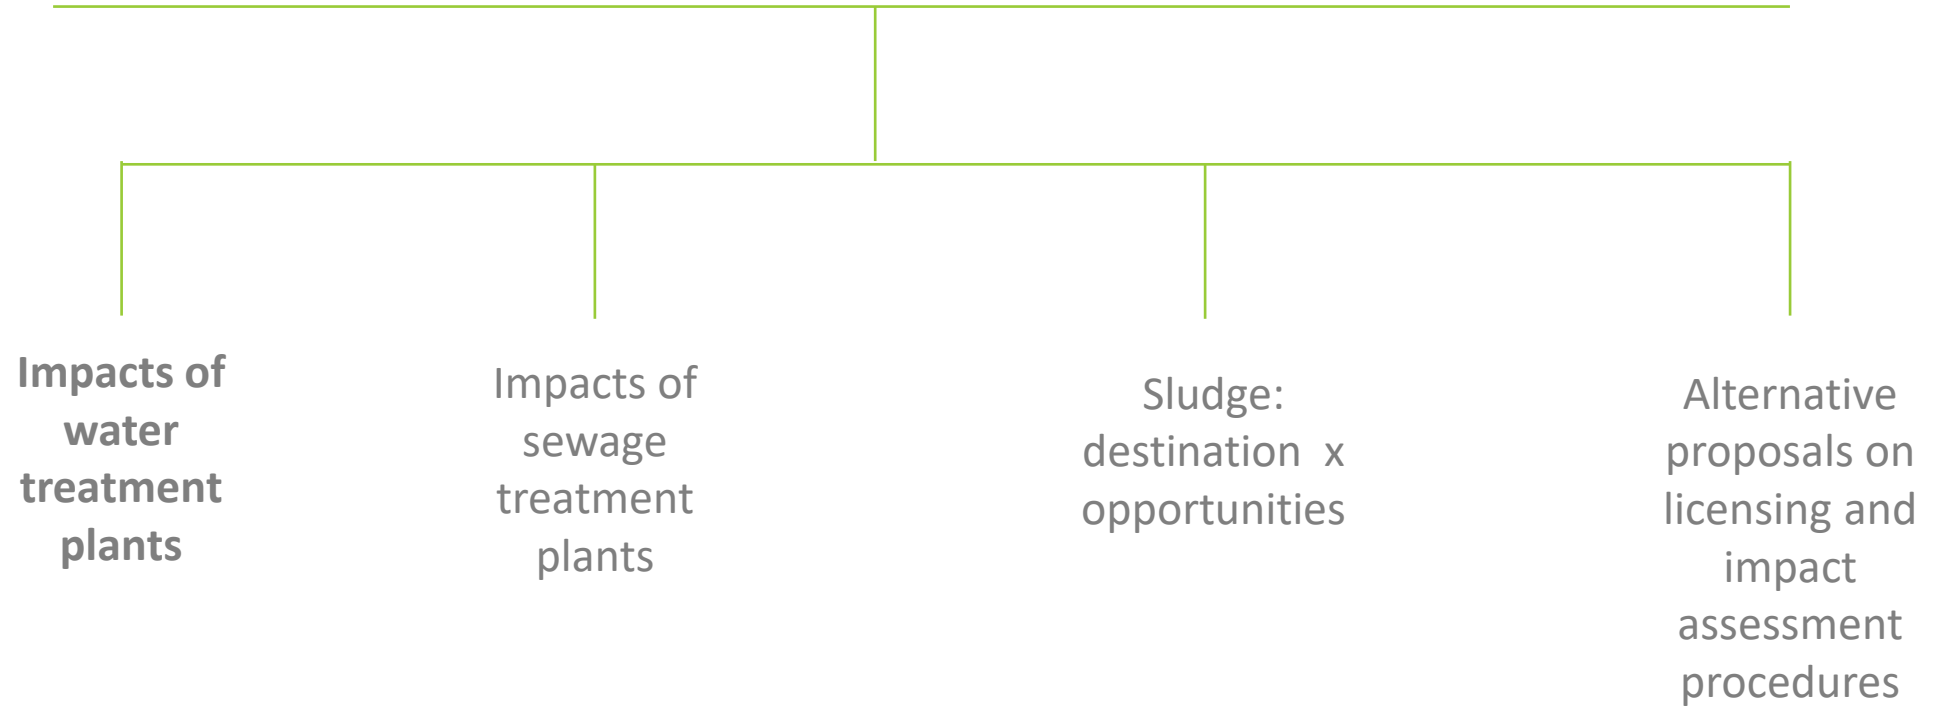 Impacts of
water
treatment
plants
Impacts of
sewage
treatment
plants
Sludge:
destination  x
opportunities
Alternative
proposals on
licensing and
impact
assessment
procedures